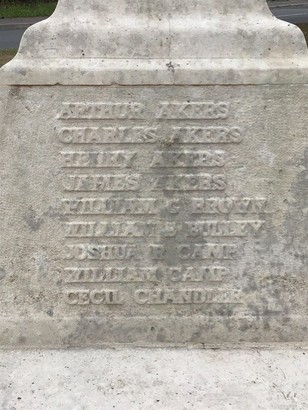 ARTHUR AKERS
CHARLES AKERS
HENRY AKERS
JAMES AKERS
WILLIAM G BROWN
WILLIAM E BULLEY
JOSHUA R CAMP
WILLIAM CAMP
CECIL CHANDLER